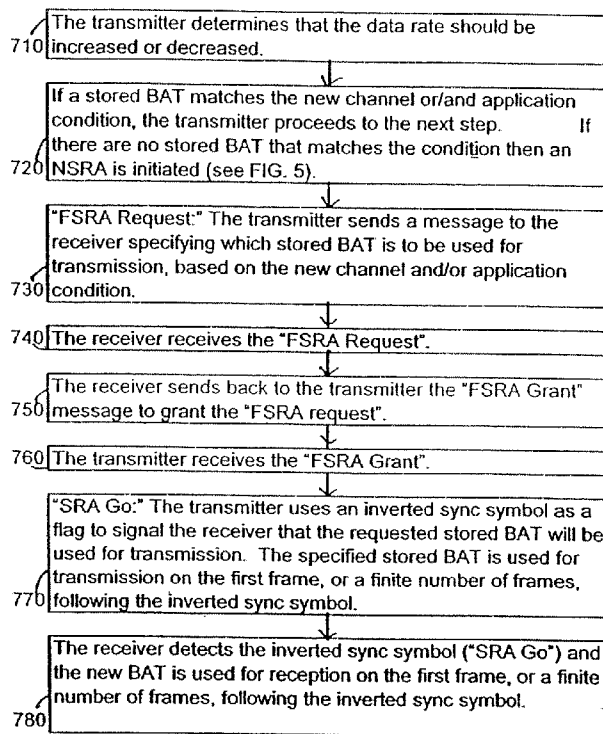 710
The transmitter determines that the data rate should be
increased or decreased.
If a stored BAT matches the new channel or/and application
condition, the transmitter proceeds to the next step. If
720
there are no stored BAT that matches the condition then an
NSRA is initiated (see FIG. 5).
"FSRA Request:" The transmitter sends a message to the
receiver specifying which stored BAT is to be used for
transmission, based on the new channel and/or application
730
condition.
740
The receiver receives the "FSRA Request".
The receiver sends back to the transmitter the "FSRA Grant"
750
message to grant the "FSRA request".
760
The transmitter receives the "FSRA Grant".
"SRA Go:" The transmitter uses an inverted sync symbol as a
flag to signal the receiver that the requested stored BAT will be
used for transmission. The specified stored BAT is used for
transmission on the first frame, or a finite number of frames,
770
following the inverted sync symbol.
The receiver detects the inverted sync symbol ("SRA Go") and
the new BAT is used for reception on the first frame, or a finite
number of frames, following the inverted sync symbol.
780